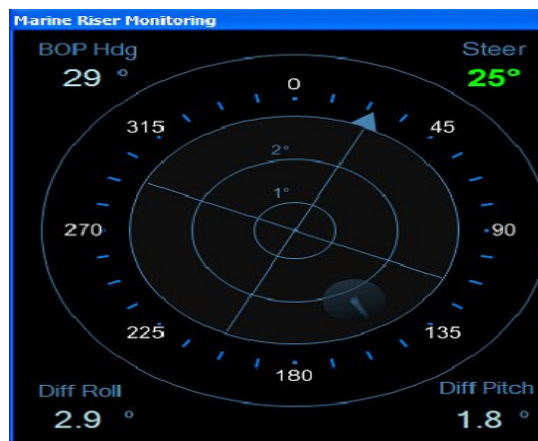 Marine Riser Monitoring
BOP Hdg
29 °
Steer
25°
0
315
45
2°
1°
270
90
225
135
180
Diff Roll
2.9 °
Diff Pitch
1.8 °